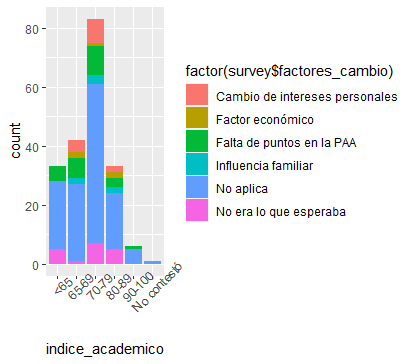 80
60
40
20
0
count
<65
65-69
70-79
80-89
90-100
No contestó
indice_academico
factor(survey$factores_cambio)
Cambio de intereses personales
Factor económico
Falta de puntos en la PAA
Influencia familiar
No aplica
No era lo que esperaba